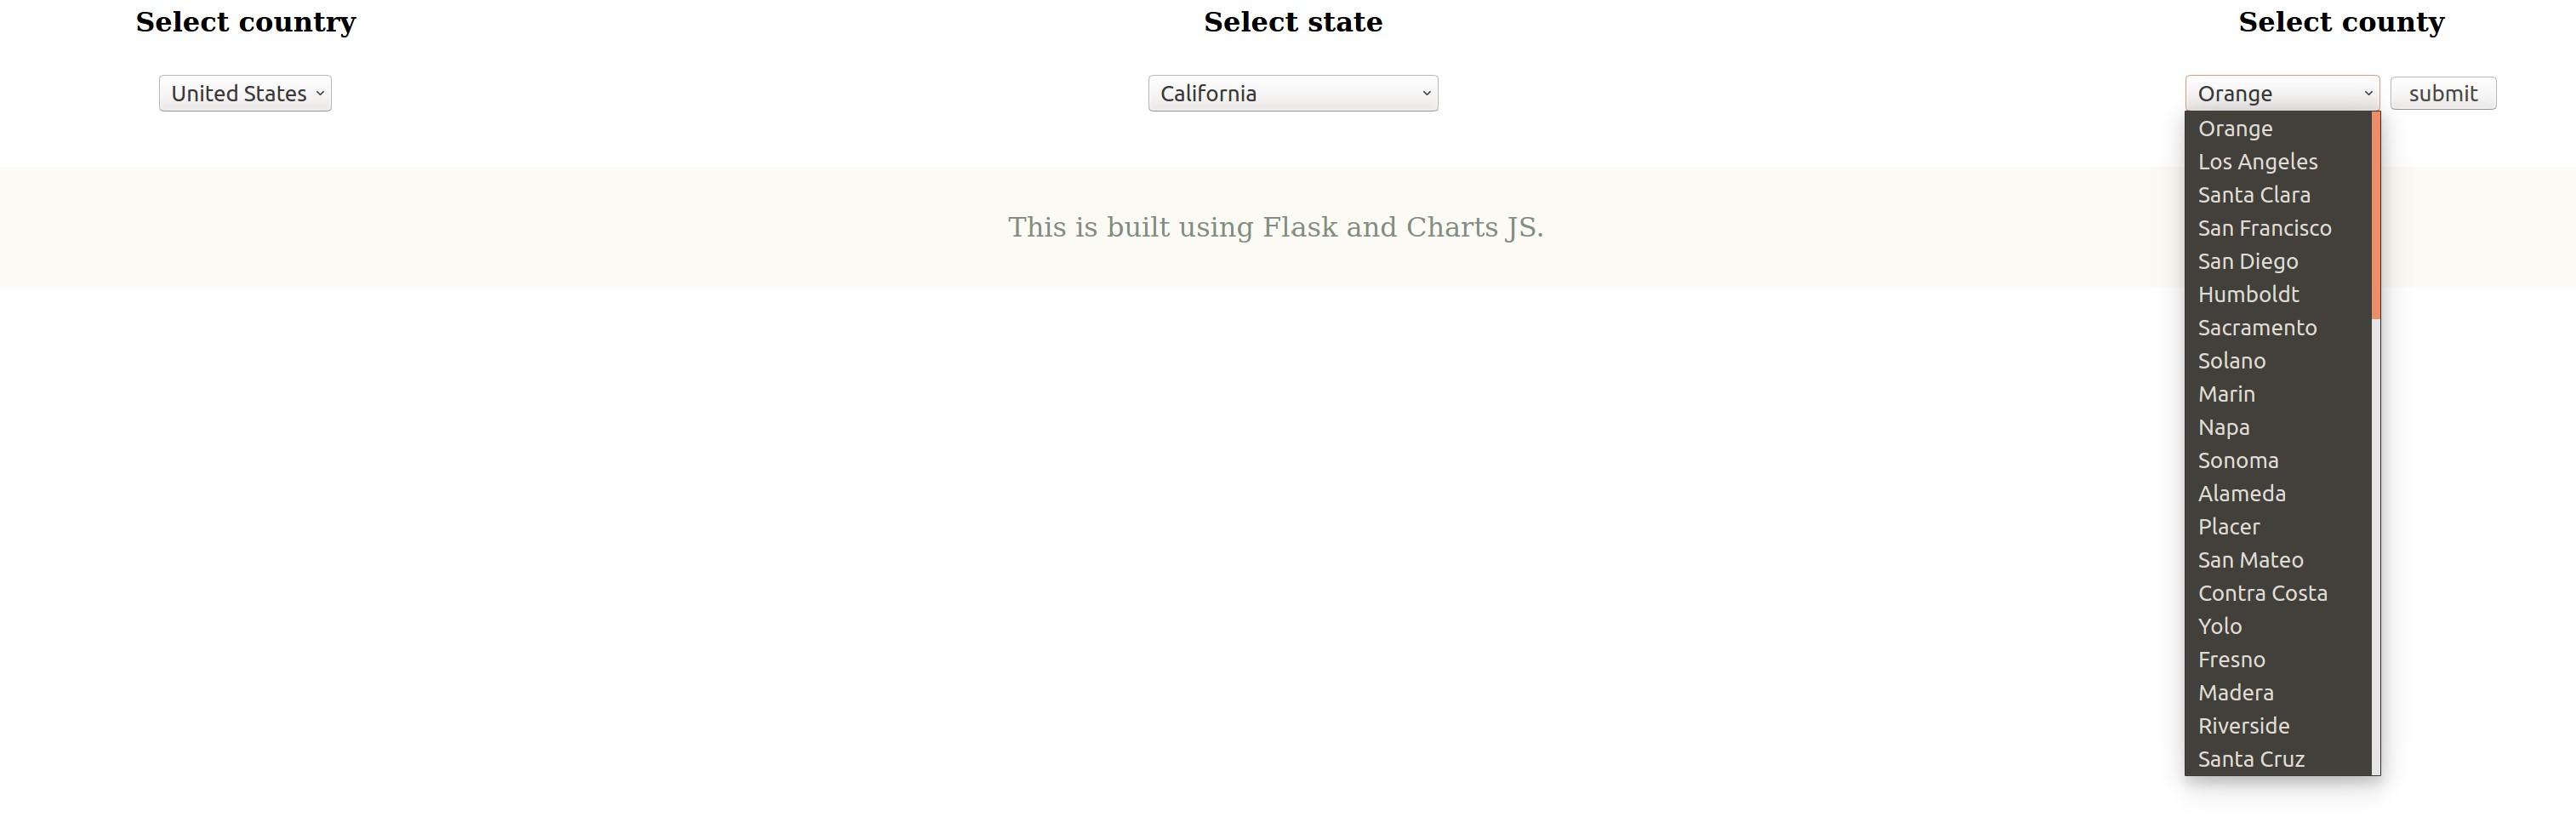 Select country
Select state
Select county
United States
California
Orange
submit
Orange
Los Angeles
Santa Clara
San Francisco
San Diego
Humboldt
Sacramento
Solano
Marin
Napa
Sonoma
Alameda
Placer
San Mateo
Contra Costa
Yolo
Fresno
Madera
Riverside
Santa Cruz
This is built using Flask and Charts JS.